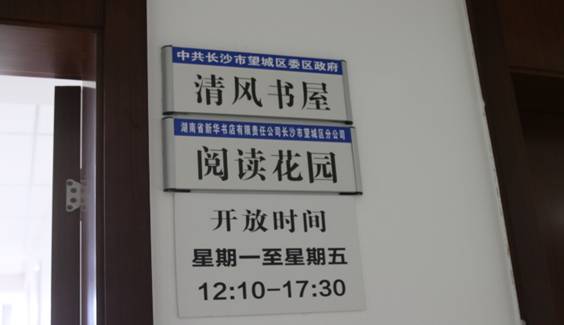 中共长沙市望城区委区政府
清风书屋
湖南省新华书店有限责任公司长沙市望城区分公司
阅读花园
开放时间
星期一至星期五
12:10-17:30